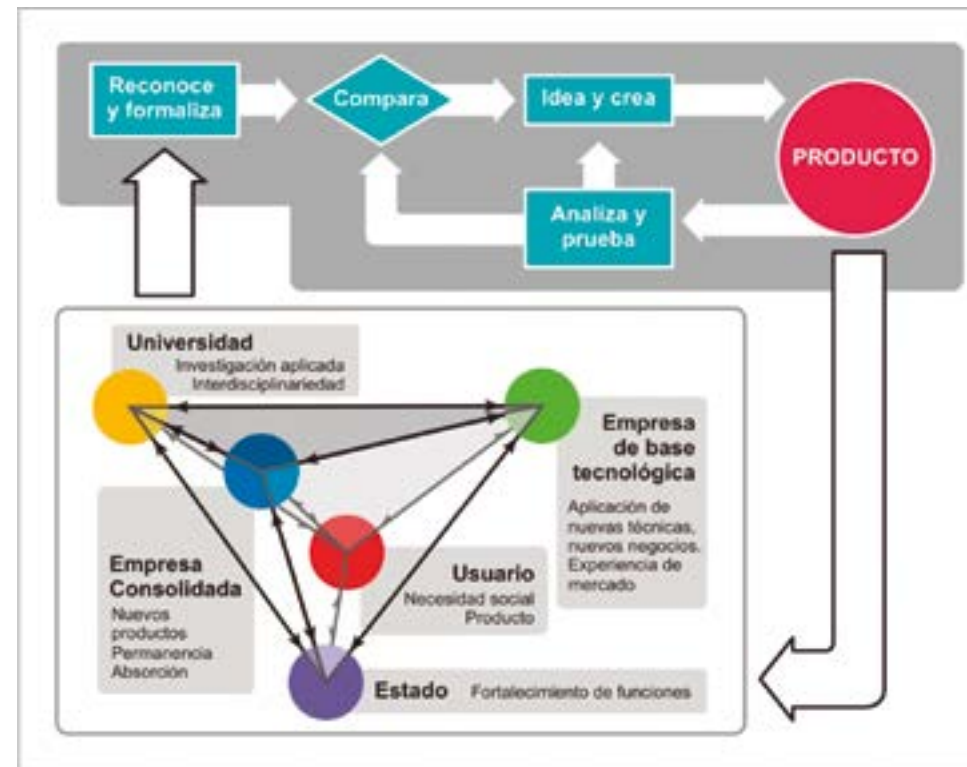 Reconoce
y formaliza
Compara
Idea y crea
PRODUCTO
Analiza y
prueba
Universidad
Investigación aplicada
Interdisciplinariedad
Empresa
de base
tecnológica
Aplicación de
nuevas técnicas,
nuevos negocios.
Experiencia de
mercado
Empresa
Consolidada
Nuevos
productos
Permanencia
Absorción
Usuario
Necesidad social
Producto
Estado Fortalecimiento de funciones